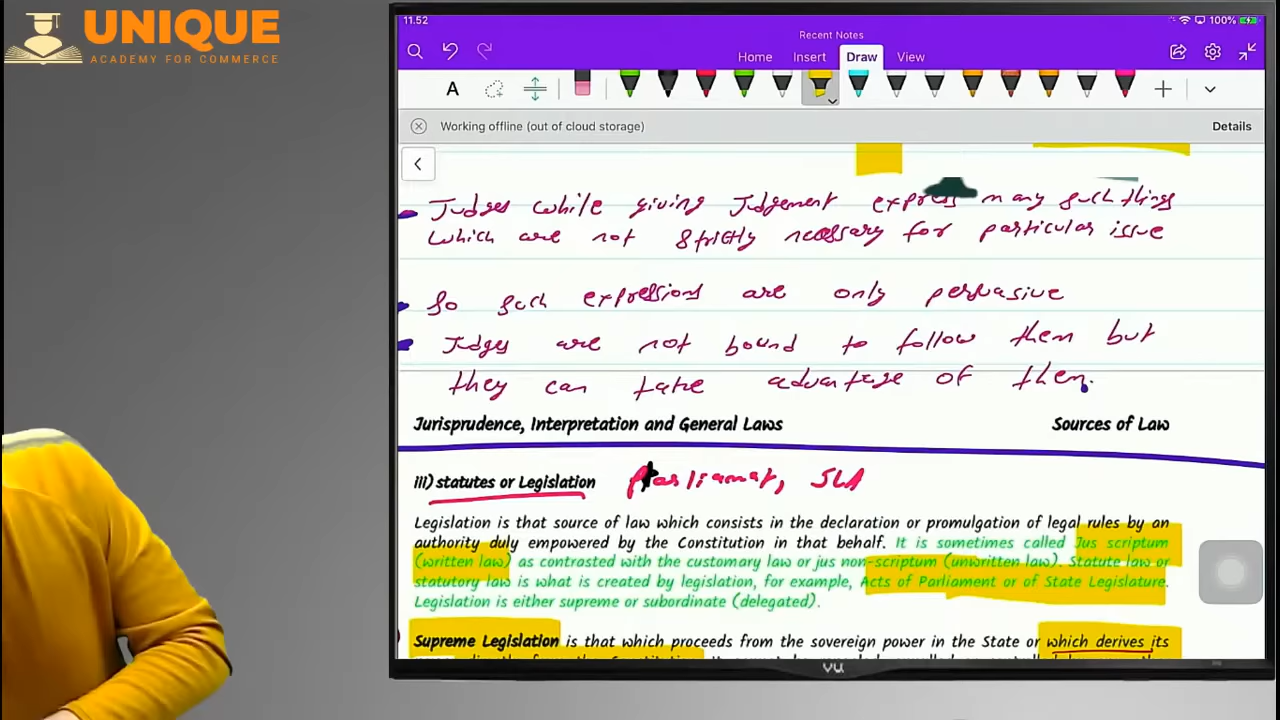 UNIQUE
ACADEMY FOR COMMERCE
11.52
100%
Recent Notes
Home Insert Draw View
A
Working offline (out of cloud storage) Details
Judges while giving Judgement express many such things
which are not strictly necessary for particular issue
So such expressions are only persuasive
Judges are not bound to follow them but
they can take advantage of them.
Jurisprudence, Interpretation and General Laws Sources of Law
iii) statutes or Legislation Parliamat, SLA
Legislation is that source of law which consists in the declaration or promulgation of legal rules by an
authority duly empowered by the Constitution in that behalf. It is sometimes called Jus scriptum
(written law) as contrasted with the customary law or jus non-scriptum (unwritten law). Statute law or
statutory law is what is created by legislation, for example, Acts of Parliament or of State Legislature.
Legislation is either supreme or subordinate (delegated).
Supreme Legislation is that which proceeds from the sovereign power in the State or which derives its
vu